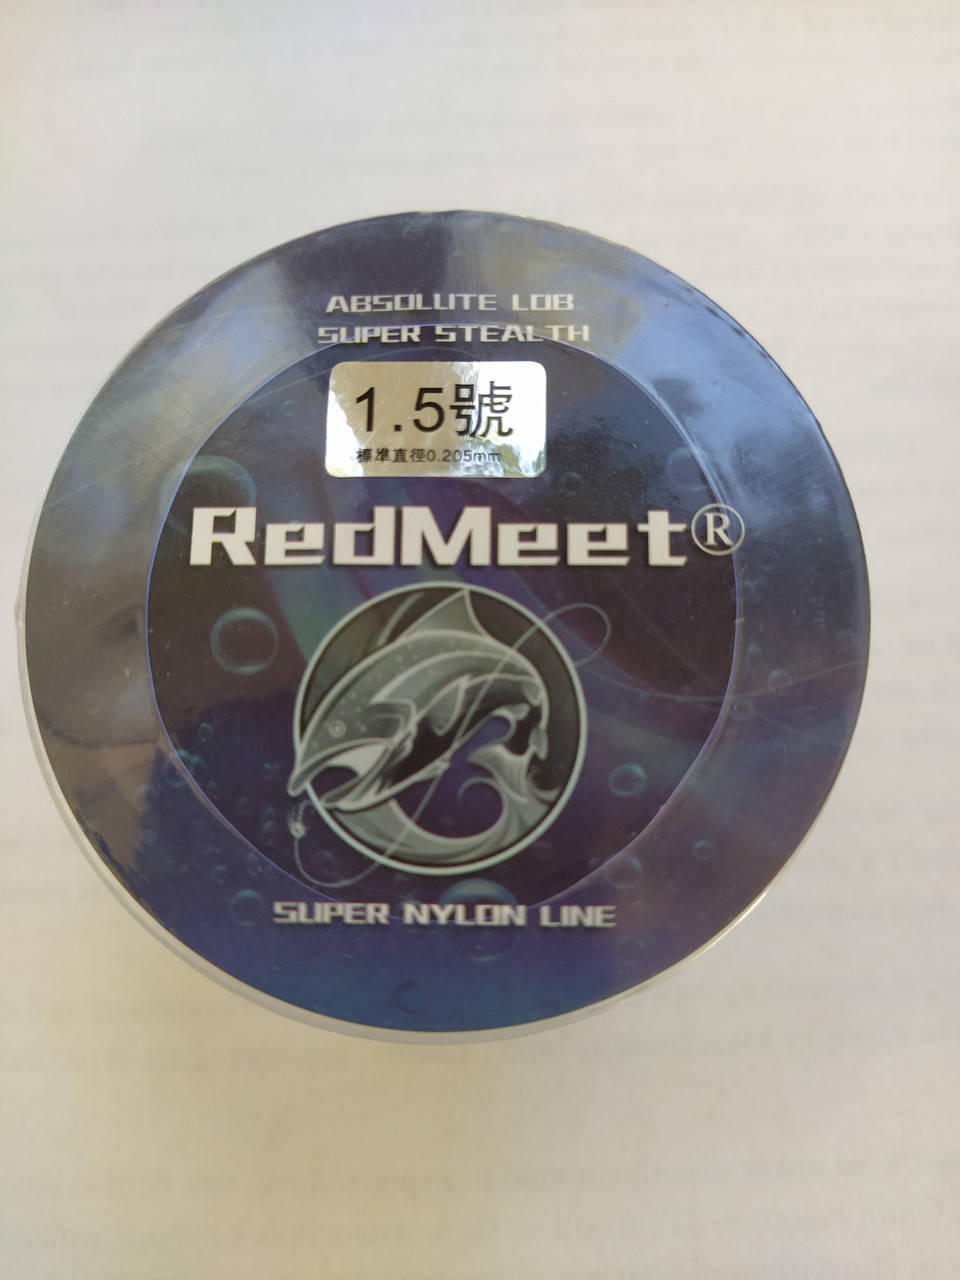 ABSOLUTE LOB
SUPER STEALTH
1.5號
標準直徑0.205mm
RedMeet®
SUPER NYLON LINE